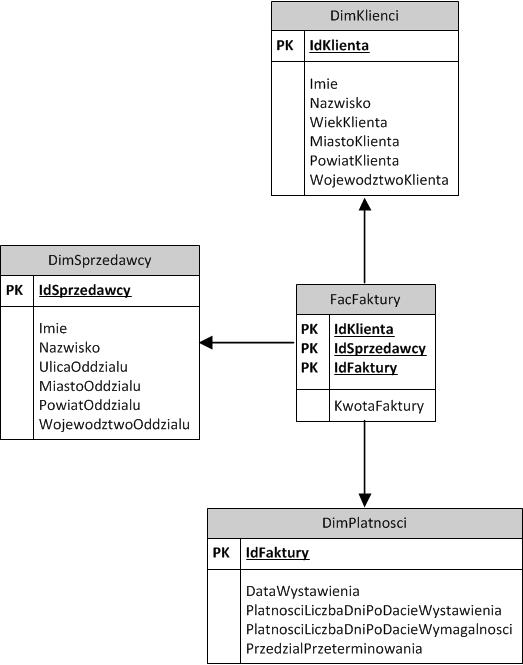 DimKlienci
PK IdKlienta
Imie
Nazwisko
WiekKlienta
MiastoKlienta
PowiatKlienta
WojewodztwoKlienta
DimSprzedawcy
PK IdSprzedawcy
Imie
Nazwisko
UlicaOddzialu
MiastoOddzialu
PowiatOddzialu
WojewodztwoOddzialu
FacFaktury
PK IdKlienta
PK IdSprzedawcy
PK IdFaktury
KwotaFaktury
DimPlatnosci
PK IdFaktury
DataWystawienia
PlatnosciLiczbaDniPoDacieWystawienia
PlatnosciLiczbaDniPoDacieWymagalnosci
PrzedzialPrzeterminowania